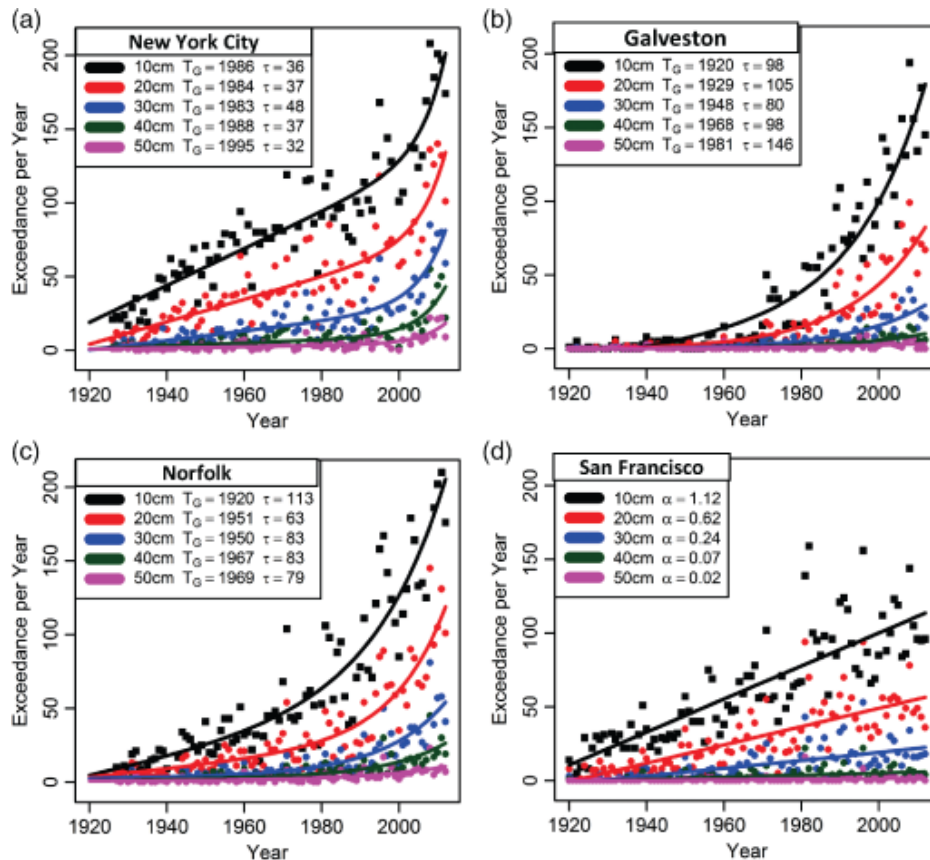 (a)
New York City
10cm T_G = 1986 τ = 36
20cm T_G = 1984 τ = 37
30cm T_G = 1983 τ = 48
40cm T_G = 1988 τ = 37
50cm T_G = 1995 τ = 32
Exceedance per Year
200
150
100
50
0
1920 1940 1960 1980 2000
Year
(b)
Galveston
10cm T_G = 1920 τ = 98
20cm T_G = 1929 τ = 105
30cm T_G = 1948 τ = 80
40cm T_G = 1968 τ = 98
50cm T_G = 1981 τ = 146
Exceedance per Year
200
150
100
50
0
1920 1940 1960 1980 2000
Year
(c)
Norfolk
10cm T_G = 1920 τ = 113
20cm T_G = 1951 τ = 63
30cm T_G = 1950 τ = 83
40cm T_G = 1967 τ = 83
50cm T_G = 1969 τ = 79
Exceedance per Year
200
150
100
50
0
1920 1940 1960 1980 2000
Year
(d)
San Francisco
10cm α = 1.12
20cm α = 0.62
30cm α = 0.24
40cm α = 0.07
50cm α = 0.02
Exceedance per Year
200
150
100
50
0
1920 1940 1960 1980 2000
Year